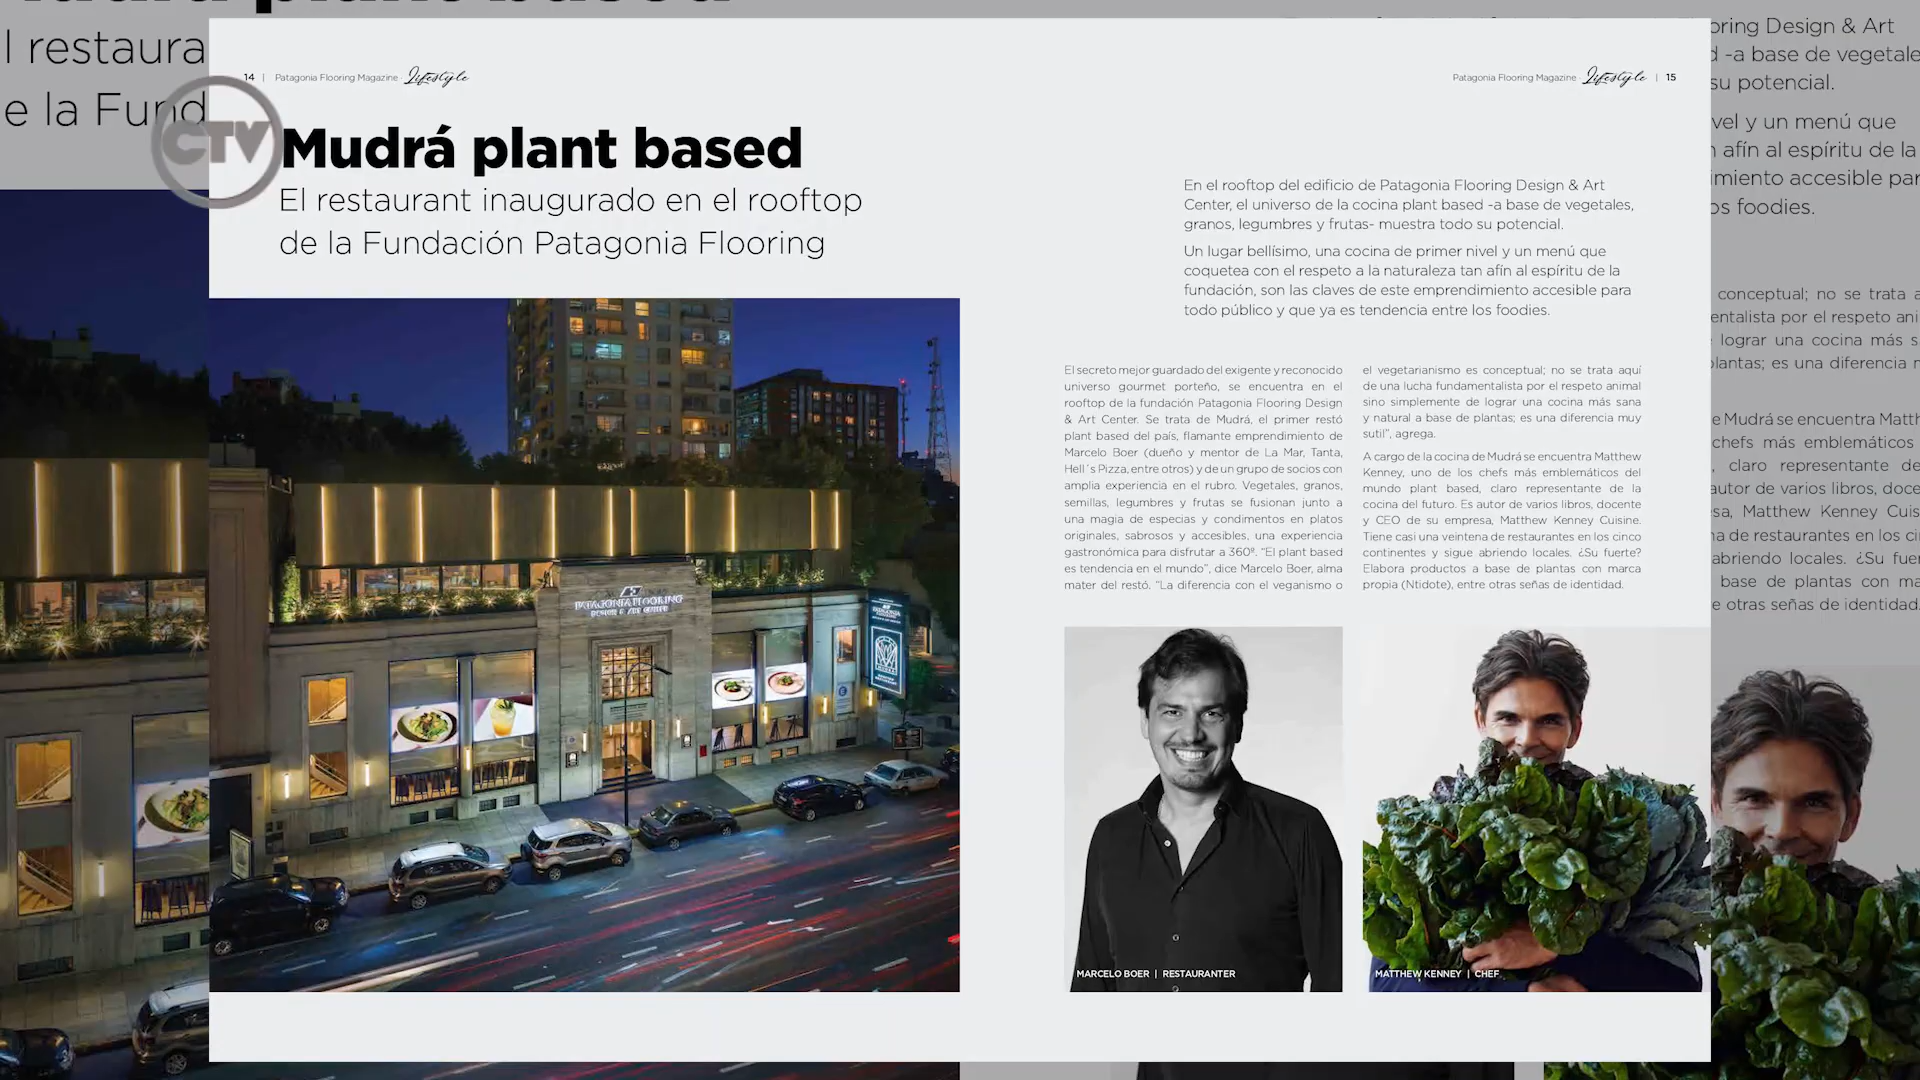 14 | Patagonia Flooring Magazine · Lifestyle
Patagonia Flooring Magazine · Lifestyle | 15
CTV
Mudrá plant based
El restaurant inaugurado en el rooftop
de la Fundación Patagonia Flooring
En el rooftop del edificio de Patagonia Flooring Design & Art
Center, el universo de la cocina plant based -a base de vegetales,
granos, legumbres y frutas- muestra todo su potencial.
Un lugar bellísimo, una cocina de primer nivel y un menú que
coquetea con el respeto a la naturaleza tan afín al espíritu de la
fundación, son las claves de este emprendimiento accesible para
todo público y que ya es tendencia entre los foodies.
El secreto mejor guardado del exigente y reconocido
universo gourmet porteño, se encuentra en el
rooftop de la fundación Patagonia Flooring Design
& Art Center. Se trata de Mudrá, el primer restó
plant based del país, flamante emprendimiento de
Marcelo Boer (dueño y mentor de La Mar, Tanta,
Hell´s Pizza, entre otros) y de un grupo de socios con
amplia experiencia en el rubro. Vegetales, granos,
semillas, legumbres y frutas se fusionan junto a
una magia de especias y condimentos en platos
originales, sabrosos y accesibles, una experiencia
gastronómica para disfrutar a 360º. “El plant based
es tendencia en el mundo”, dice Marcelo Boer, alma
mater del restó. “La diferencia con el veganismo o
el vegetarianismo es conceptual; no se trata aquí
de una lucha fundamentalista por el respeto animal
sino simplemente de lograr una cocina más sana
y natural a base de plantas; es una diferencia muy
sutil”, agrega.
A cargo de la cocina de Mudrá se encuentra Matthew
Kenney, uno de los chefs más emblemáticos del
mundo plant based, claro representante de la
cocina del futuro. Es autor de varios libros, docente
y CEO de su empresa, Matthew Kenney Cuisine.
Tiene casi una veintena de restaurantes en los cinco
continentes y sigue abriendo locales. ¿Su fuerte?
Elabora productos a base de plantas con marca
propia (Ntidote), entre otras señas de identidad.
PATAGONIA FLOORING
DESIGN & ART CENTER
MARCELO BOER | RESTAURANTER
MATTHEW KENNEY | CHEF